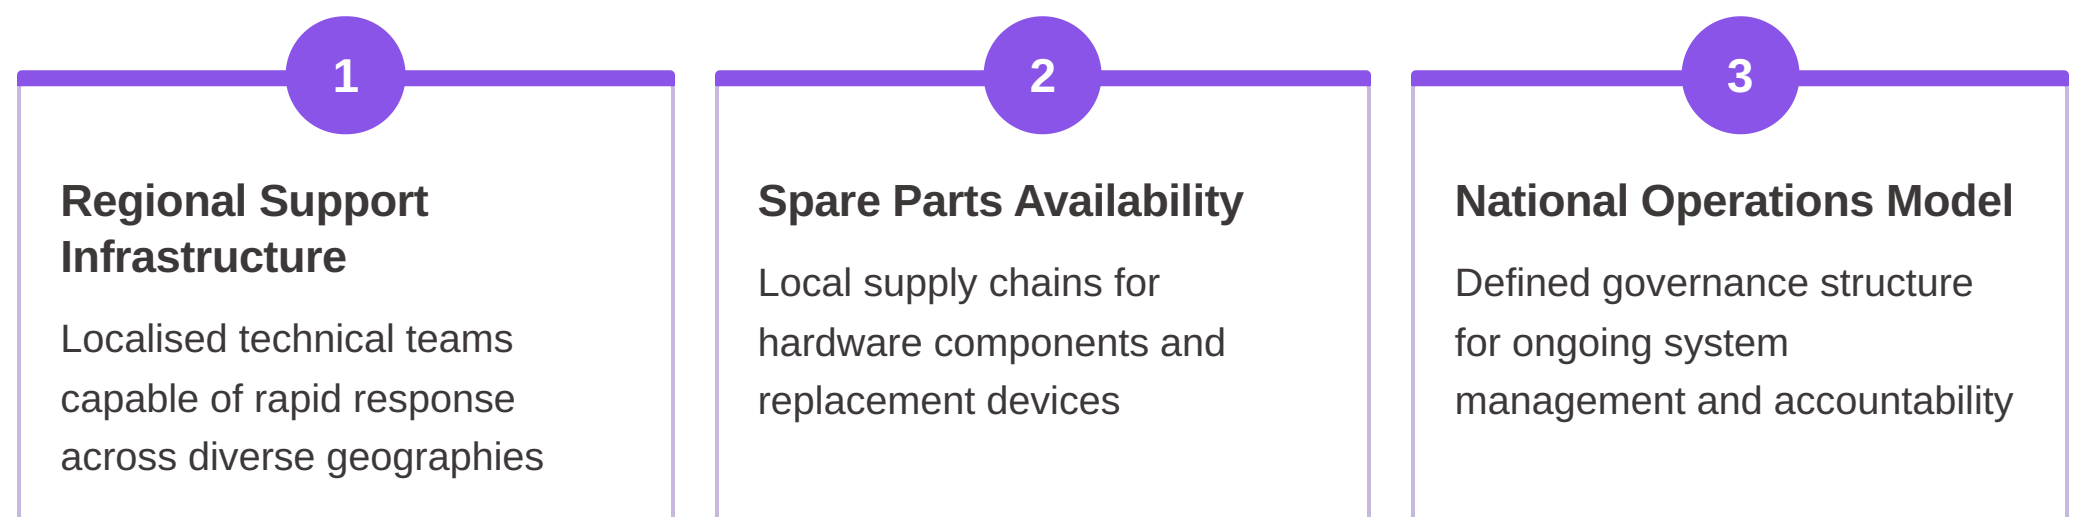 1
Regional Support
Infrastructure
Localised technical teams
capable of rapid response
across diverse geographies
2
Spare Parts Availability
Local supply chains for
hardware components and
replacement devices
3
National Operations Model
Defined governance structure
for ongoing system
management and accountability